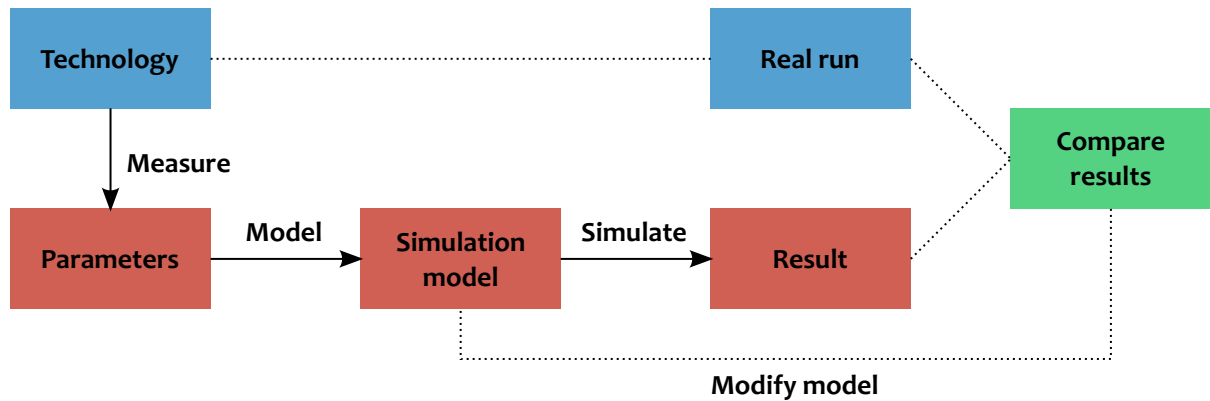 Technology
Real run
Compare
results
Measure
Parameters
Model
Simulation
model
Simulate
Result
Modify model